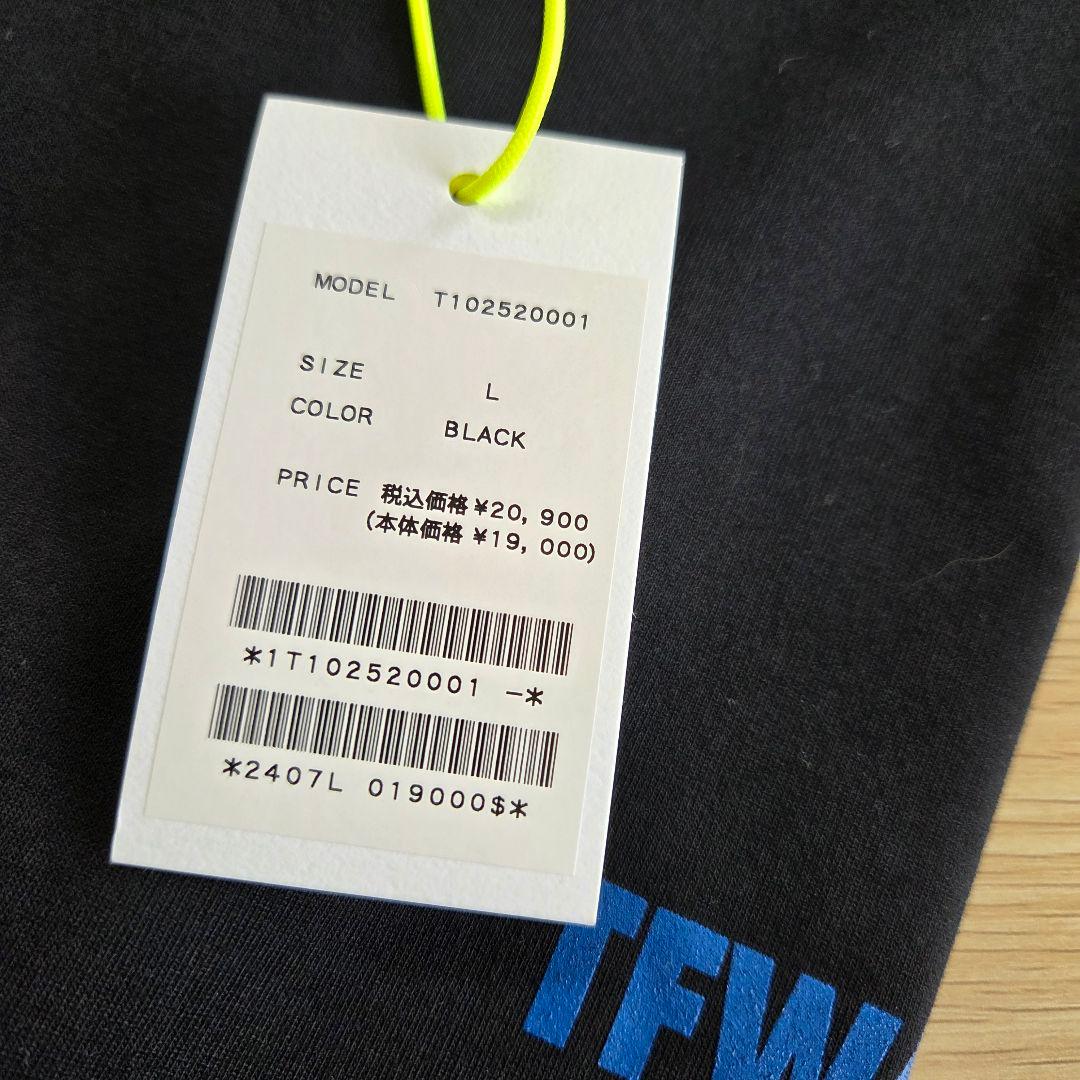 MODEL T102520001
SIZE L
COLOR BLACK
PRICE 税込価格 ¥20, 900
(本体価格 ¥19, 000)
*1T102520001 -*
*2407L 019000$*
TFW